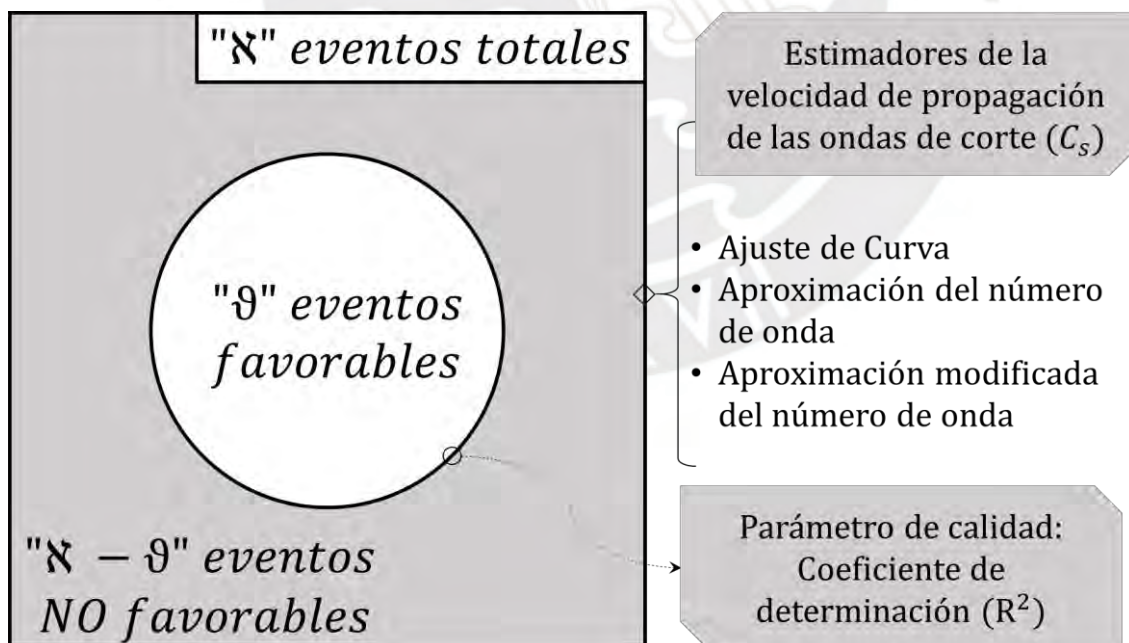 "ℵ" eventos totales
"ϑ" eventos
favorables
"ℵ − ϑ" eventos
NO favorables
Estimadores de la
velocidad de propagación
de las ondas de corte (Cₛ)
• Ajuste de Curva
• Aproximación del número
de onda
• Aproximación modificada
del número de onda
Parámetro de calidad:
Coeficiente de
determinación (R²)